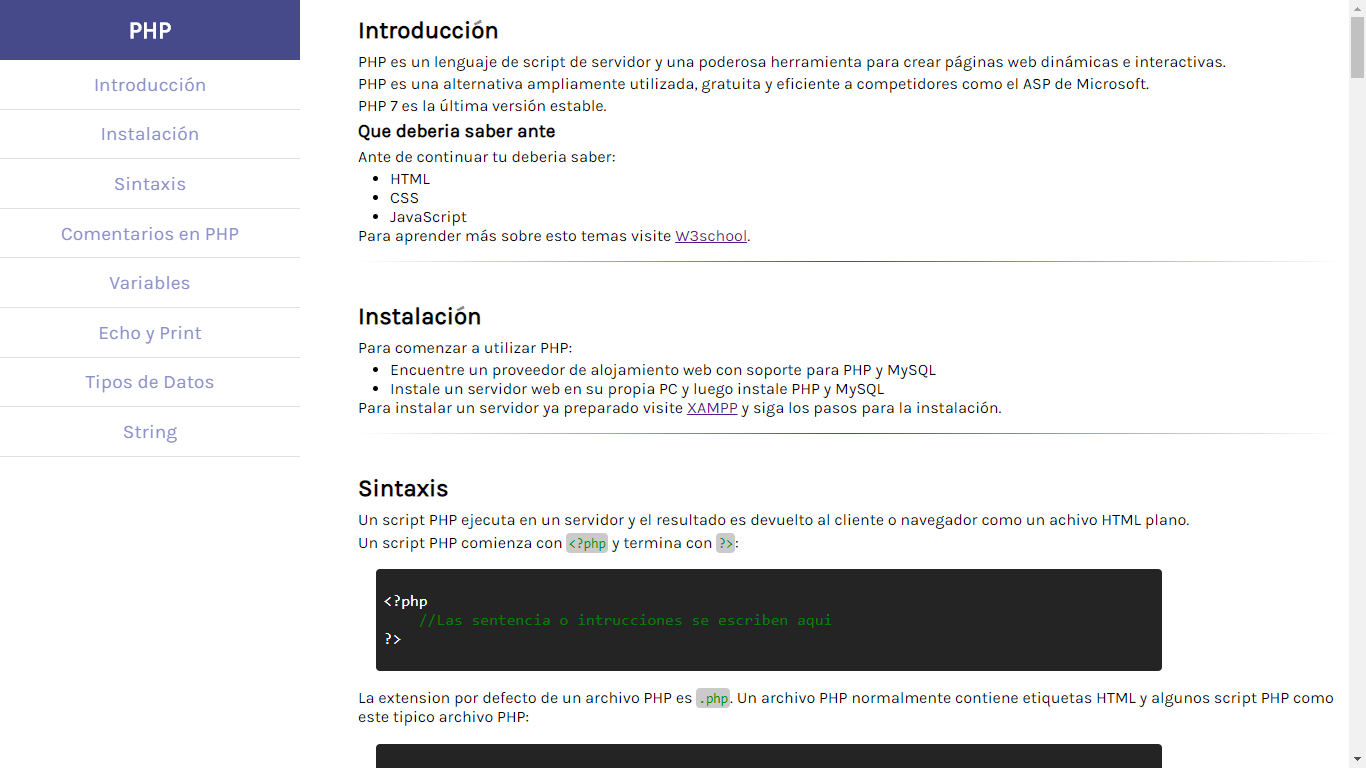 PHP
Introducción
Instalación
Sintaxis
Comentarios en PHP
Variables
Echo y Print
Tipos de Datos
String
Introducción
PHP es un lenguaje de script de servidor y una poderosa herramienta para crear páginas web dinámicas e interactivas.
PHP es una alternativa ampliamente utilizada, gratuita y eficiente a competidores como el ASP de Microsoft.
PHP 7 es la última versión estable.
Que deberia saber ante
Ante de continuar tu deberia saber:
HTML
CSS
JavaScript
Para aprender más sobre esto temas visite W3school.
Instalación
Para comenzar a utilizar PHP:
Encuentre un proveedor de alojamiento web con soporte para PHP y MySQL
Instale un servidor web en su propia PC y luego instale PHP y MySQL
Para instalar un servidor ya preparado visite XAMPP y siga los pasos para la instalación.
Sintaxis
Un script PHP ejecuta en un servidor y el resultado es devuelto al cliente o navegador como un achivo HTML plano.
Un script PHP comienza con <?php y termina con ?>:
<?php
//Las sentencia o intrucciones se escriben aqui
?>
La extension por defecto de un archivo PHP es .php. Un archivo PHP normalmente contiene etiquetas HTML y algunos script PHP como
este tipico archivo PHP: